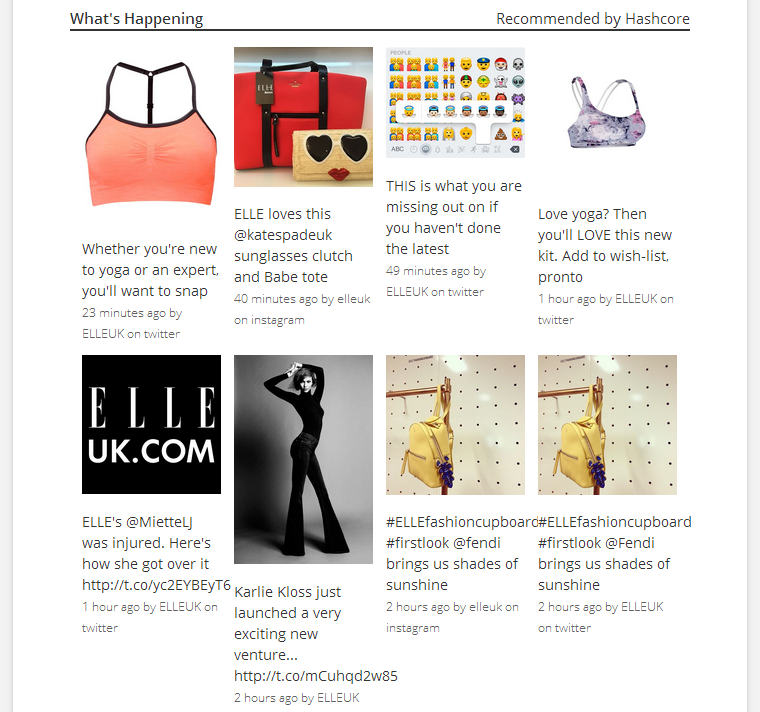 What's Happening
Recommended by Hashcore
ELLE
PEOPLE
ABC
Whether you're new
to yoga or an expert,
you'll want to snap
23 minutes ago by
ELLEUK on twitter
ELLE loves this
@katespadeuk
sunglasses clutch
and Babe tote
40 minutes ago by elleuk
on instagram
THIS is what you are
missing out on if
you haven't done
the latest
49 minutes ago by
ELLEUK on twitter
Love yoga? Then
you'll LOVE this new
kit. Add to wish-list,
pronto
1 hour ago by ELLEUK on
twitter
ELLE
UK.COM
ELLE's @MietteLJ
was injured. Here's
how she got over it
http://t.co/yc2EYBEyT6
1 hour ago by ELLEUK on
twitter
Karlie Kloss just
launched a very
exciting new
venture...
http://t.co/mCuhqd2w85
2 hours ago by ELLEUK
#ELLEfashioncupboard
#firstlook @fendi
brings us shades of
sunshine
2 hours ago by elleuk on
instagram
#ELLEfashioncupboard
#firstlook @Fendi
brings us shades of
sunshine
2 hours ago by ELLEUK
on twitter